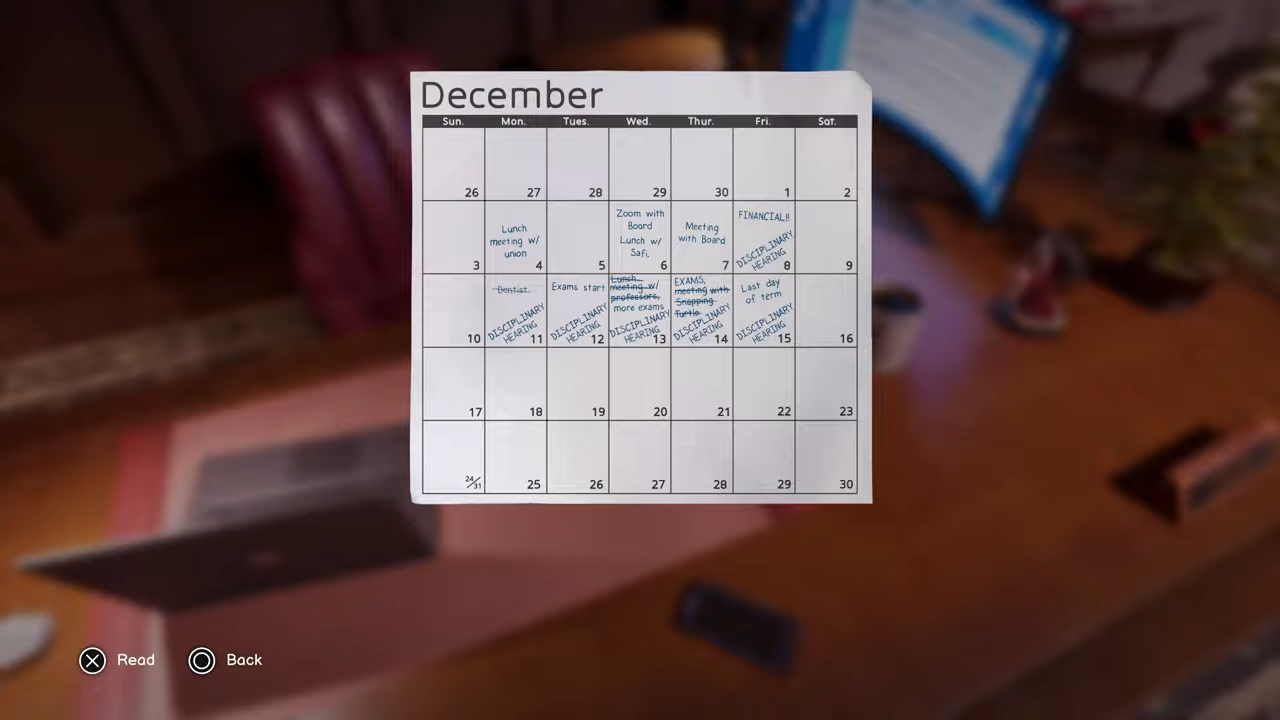 December
Sun. Mon. Tues. Wed. Thur. Fri. Sat.
26 27 28 29 30 1 2
Lunch
meeting w/
union
Zoom with
Board
Lunch w/
Safi,
Meeting
with Board
FINANCIAL!!
DISCIPLINARY
HEARING
3 4 5 6 7 8 9
Dentist
DISCIPLINARY
HEARING
Exams start
DISCIPLINARY
HEARING
Lunch
meeting w/
professors,
more exams
DISCIPLINARY
HEARING
EXAMS,
meeting with
Snapping
Turtle
DISCIPLINARY
HEARING
Last day
of term
DISCIPLINARY
HEARING
10 11 12 13 14 15 16
17 18 19 20 21 22 23
24/31 25 26 27 28 29 30
Read Back